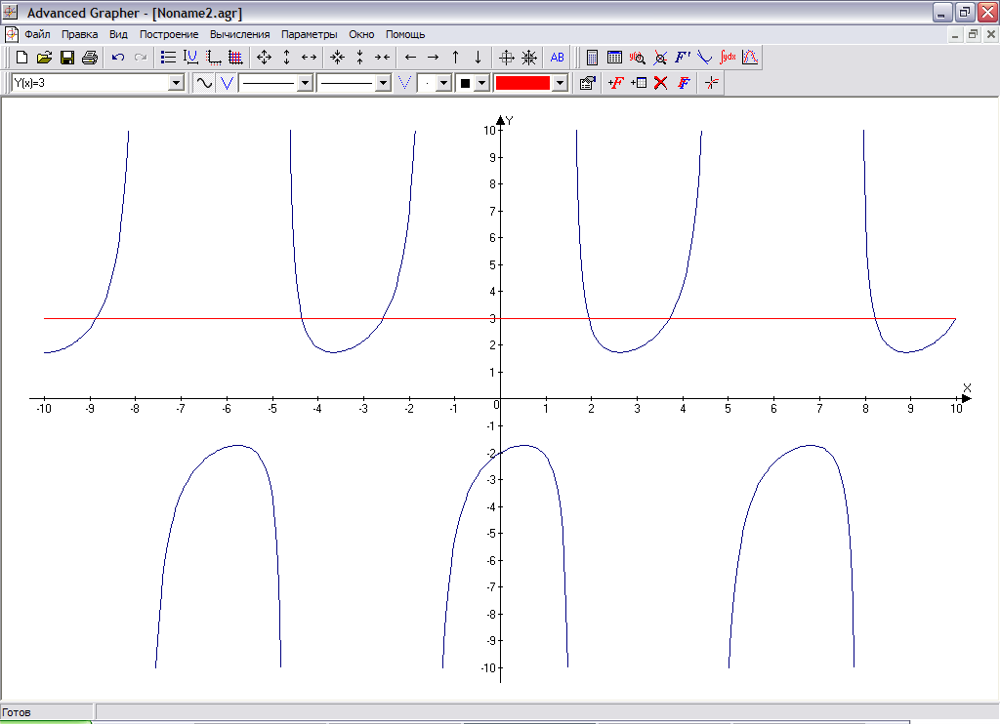 Advanced Grapher - [Noname2.agr]
Файл Правка Вид Построение Вычисления Параметры Окно Помощь
AB y(x) F' ∫ydx
Y(x)=3 +F F
Y
10
9
8
7
6
5
4
3
2
1
X
-10 -9 -8 -7 -6 -5 -4 -3 -2 -1 0 1 2 3 4 5 6 7 8 9 10
-1
-2
-3
-4
-5
-6
-7
-8
-9
-10
Готов